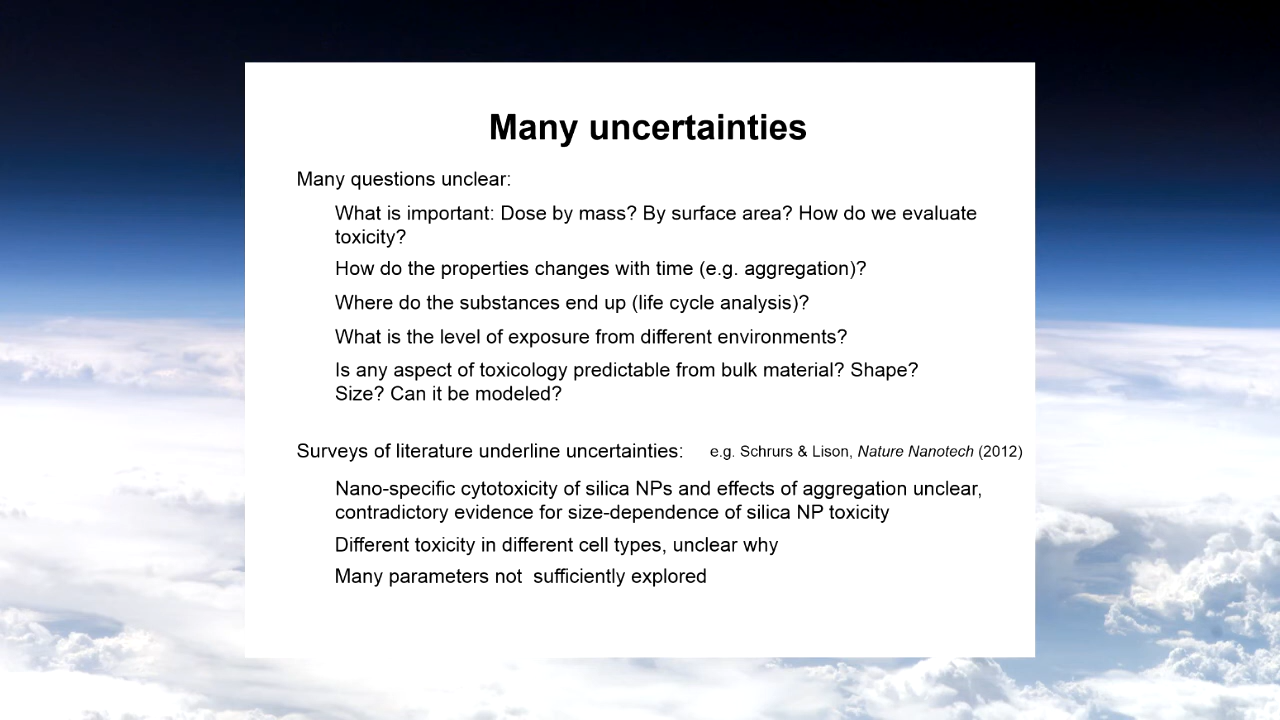 Many uncertainties
Many questions unclear:
What is important: Dose by mass? By surface area? How do we evaluate
toxicity?
How do the properties changes with time (e.g. aggregation)?
Where do the substances end up (life cycle analysis)?
What is the level of exposure from different environments?
Is any aspect of toxicology predictable from bulk material? Shape?
Size? Can it be modeled?
Surveys of literature underline uncertainties: e.g. Schrurs & Lison, Nature Nanotech (2012)
Nano-specific cytotoxicity of silica NPs and effects of aggregation unclear,
contradictory evidence for size-dependence of silica NP toxicity
Different toxicity in different cell types, unclear why
Many parameters not  sufficiently explored